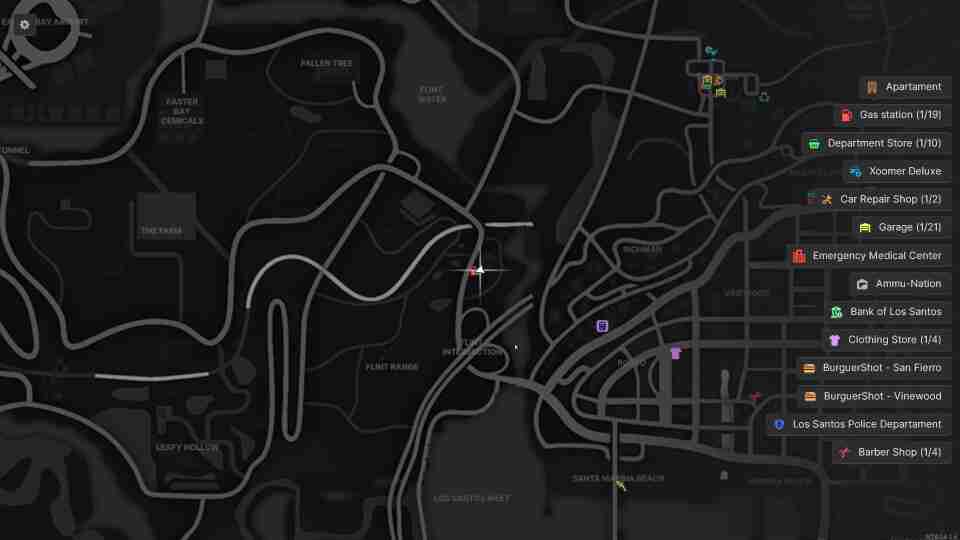 FALLEN TREE
FLINT
WATER
EASTER
BAY
CEMICALS
TUNNEL
THE FARM
RICHMAN
FLINT RANGE
LEAFY HOLLOW
LOS SANTOS INLET
SANTA MARIA BEACH
Apartament
Gas station (1/19)
Department Store (1/10)
Xoomer Deluxe
Car Repair Shop (1/2)
Garage (1/21)
Emergency Medical Center
Ammu-Nation
Bank of Los Santos
Clothing Store (1/4)
BurguerShot - San Fierro
BurguerShot - Vinewood
Los Santos Police Departament
Barber Shop (1/4)